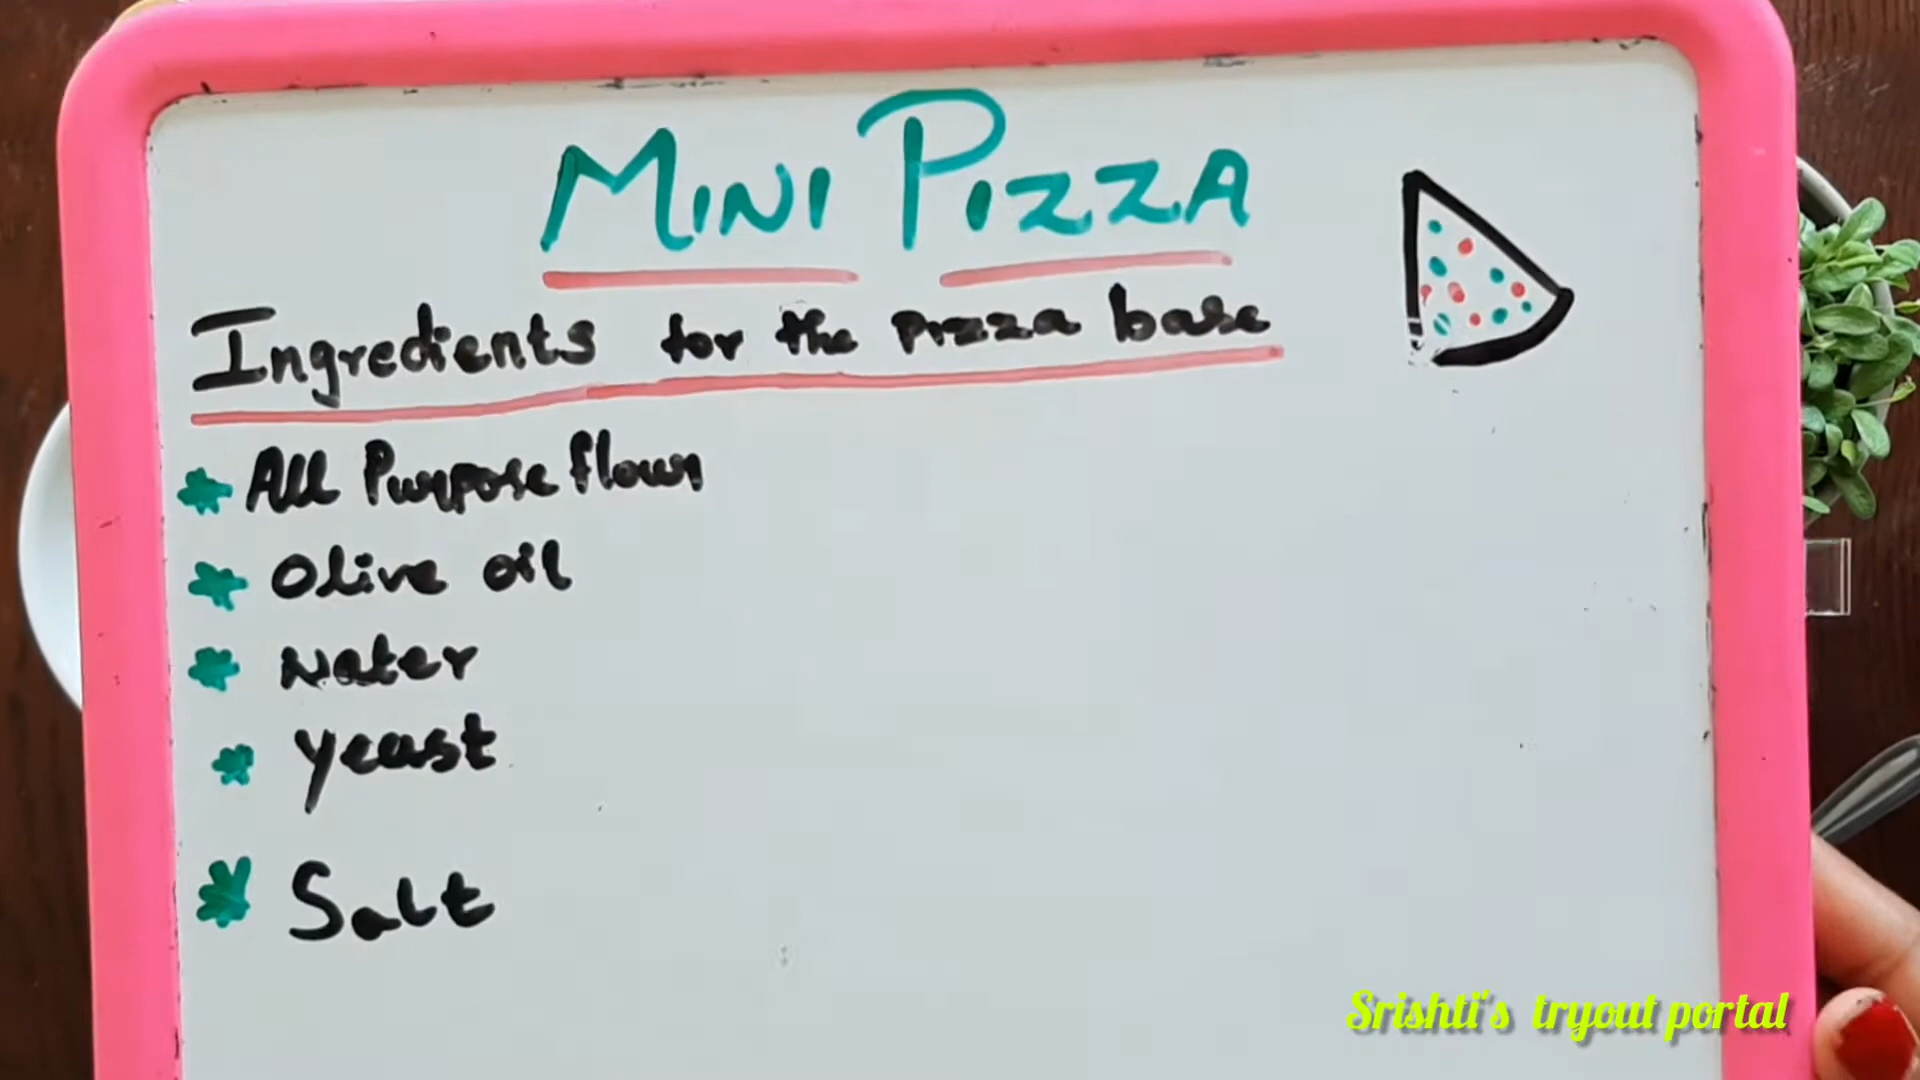 MINI PIZZA
Ingredients for the Pizza base
All Purpose flour
Olive oil
Water
Yeast
Salt
Srishti's tryout portal